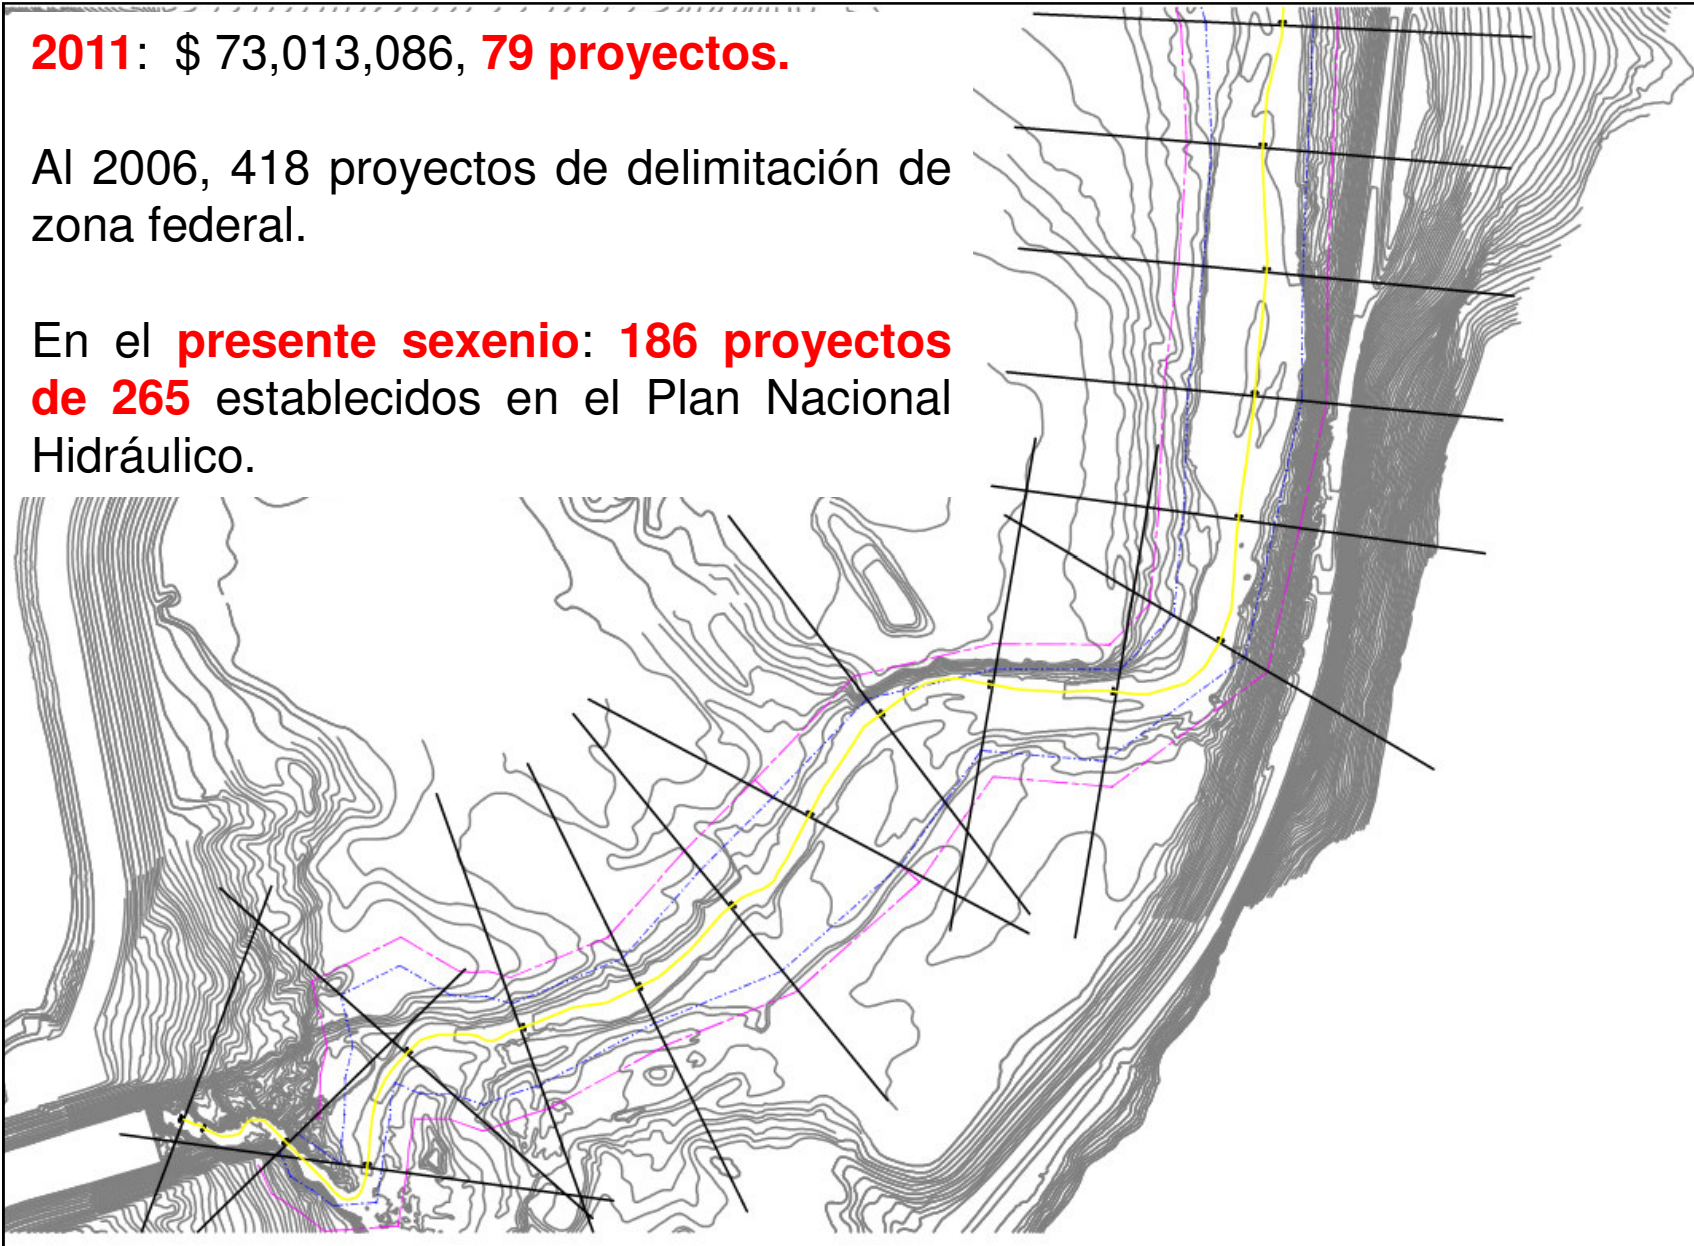 2011: $ 73,013,086, 79 proyectos.
Al 2006, 418 proyectos de delimitación de
zona federal.
En el presente sexenio: 186 proyectos
de 265 establecidos en el Plan Nacional
Hidráulico.